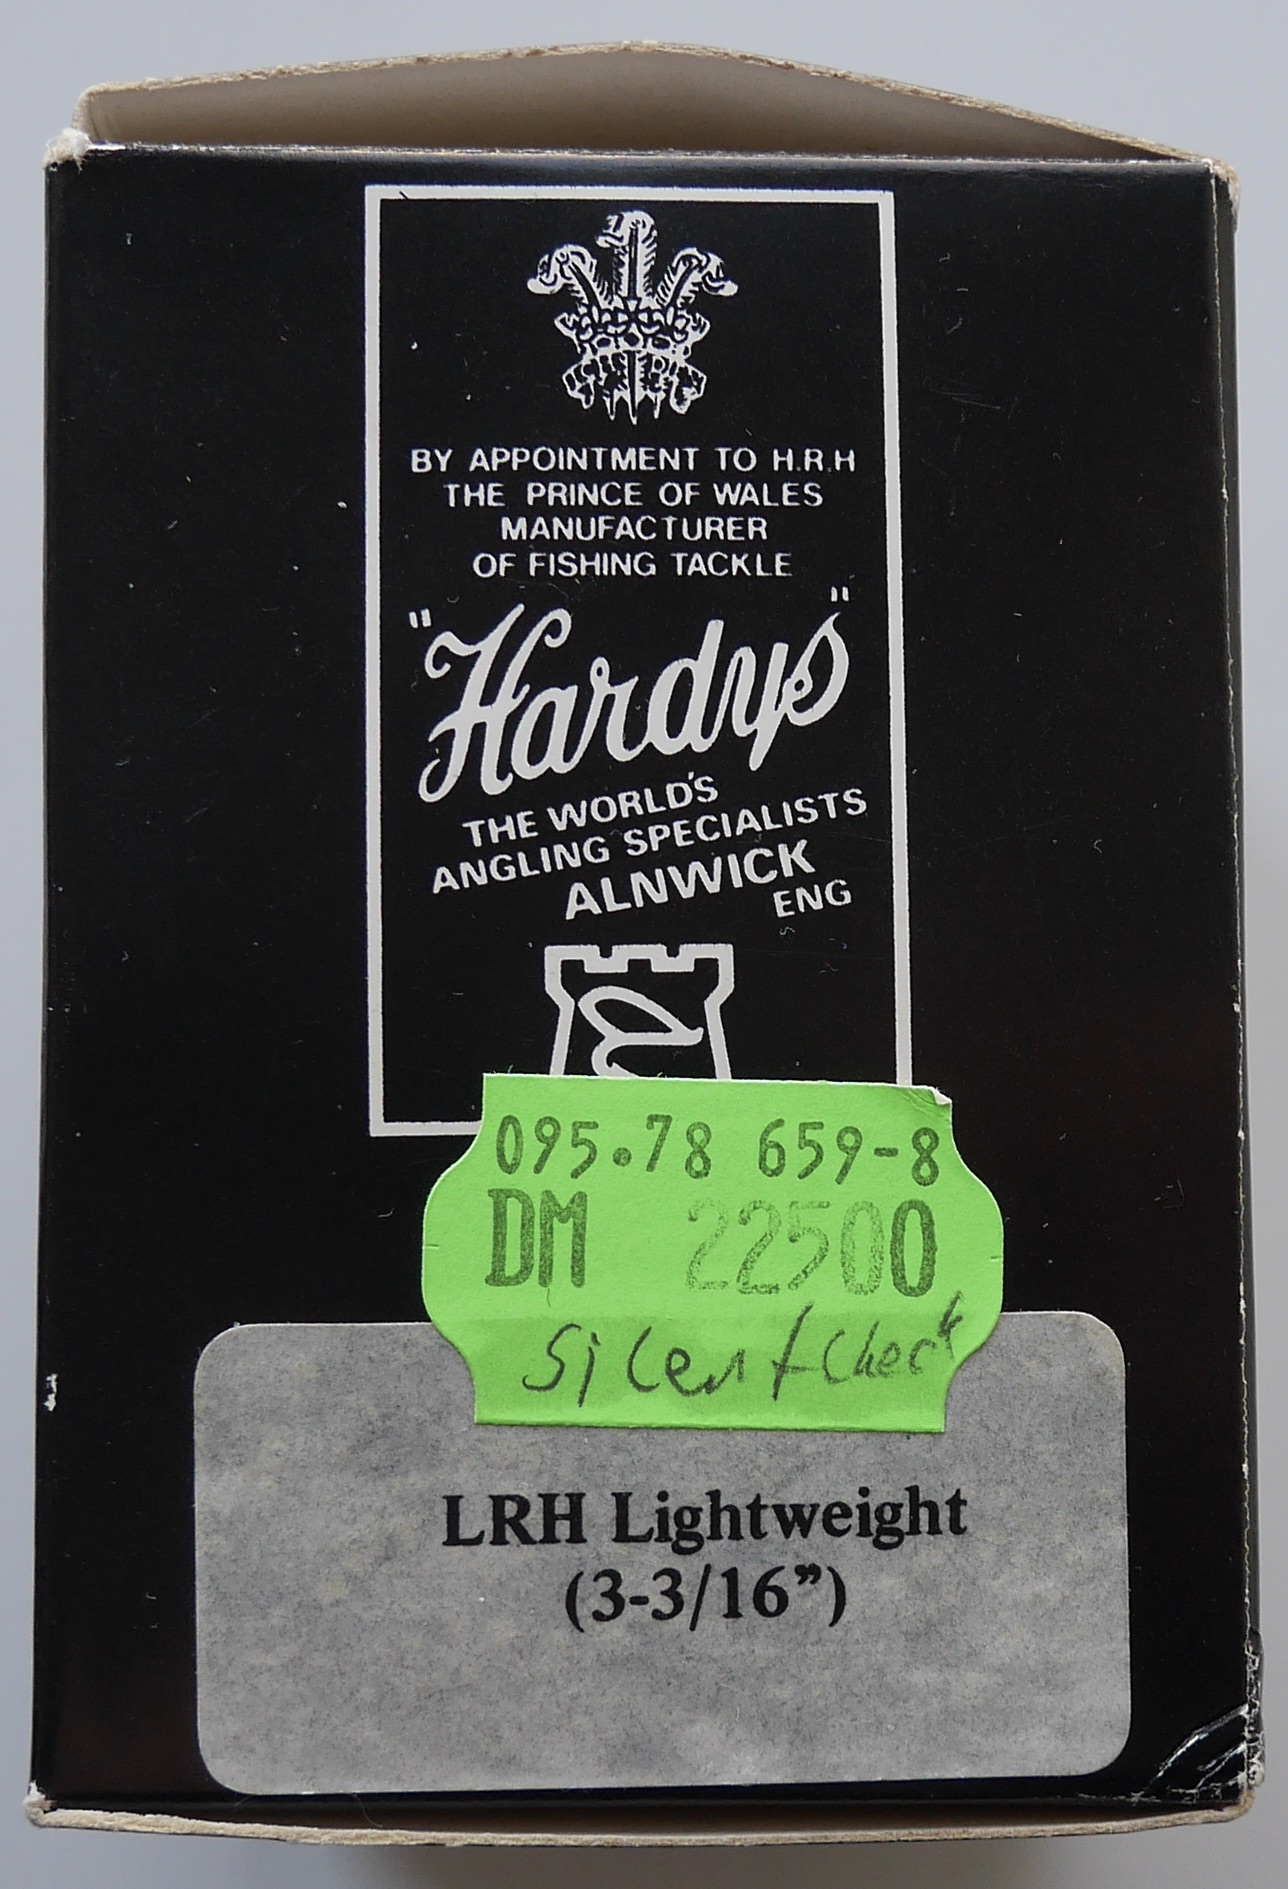 BY APPOINTMENT TO H.R.H
THE PRINCE OF WALES
MANUFACTURER
OF FISHING TACKLE
"Hardys"
THE WORLD'S
ANGLING SPECIALISTS
ALNWICK
ENG
095.78 659-8
DM 22500
Silent Check
LRH Lightweight
(3-3/16”)